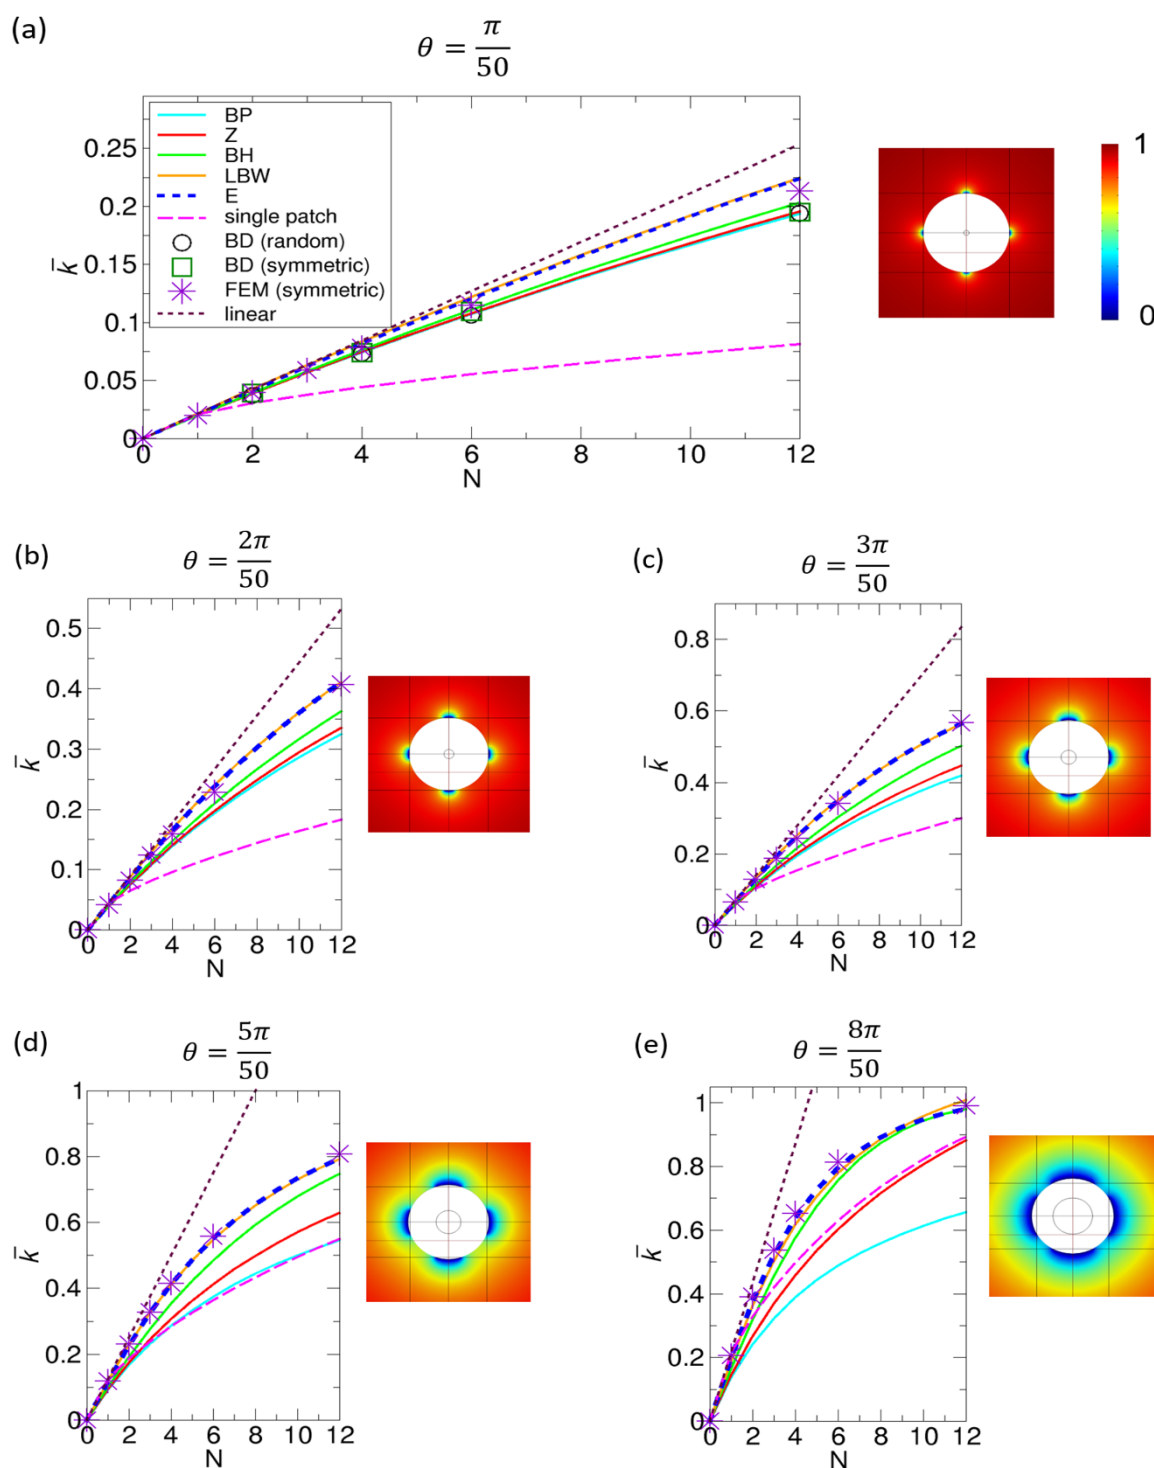 (a)
θ = π/50
BP
Z
BH
LBW
E
single patch
BD (random)
BD (symmetric)
FEM (symmetric)
linear
0.25
0.2
0.15
0.1
0.05
0
k̅
0 2 4 6 8 10 12
N
1
0
(b)
θ = 2π/50
0.5
0.4
0.3
0.2
0.1
0
k̅
0 2 4 6 8 10 12
N
(c)
θ = 3π/50
0.8
0.6
0.4
0.2
0
k̅
0 2 4 6 8 10 12
N
(d)
θ = 5π/50
1
0.8
0.6
0.4
0.2
0
k̅
0 2 4 6 8 10 12
N
(e)
θ = 8π/50
1
0.8
0.6
0.4
0.2
0
k̅
0 2 4 6 8 10 12
N